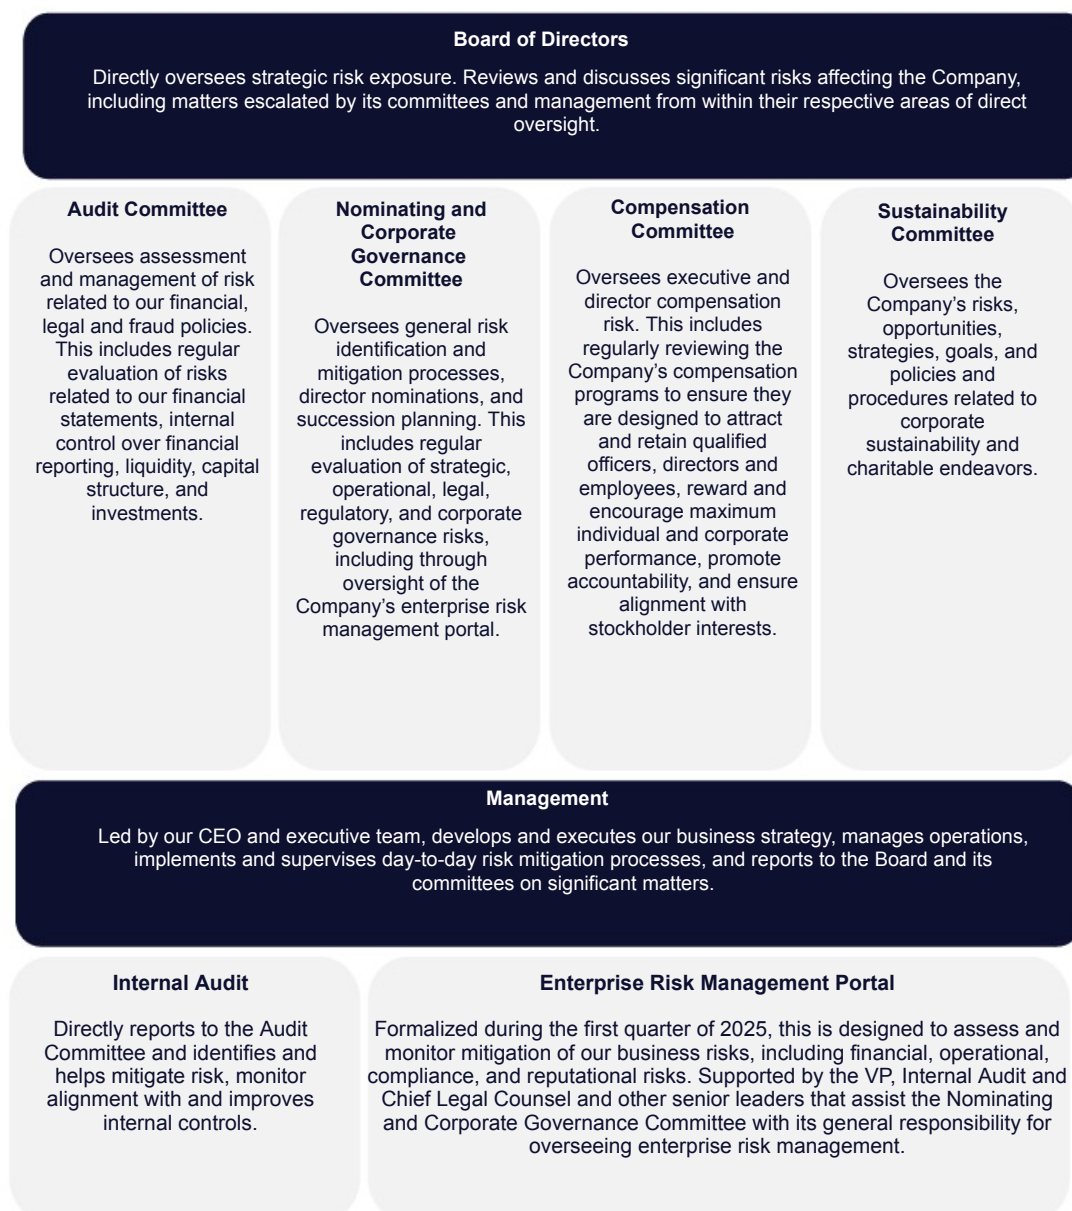 Board of Directors
Directly oversees strategic risk exposure. Reviews and discusses significant risks affecting the Company,
including matters escalated by its committees and management from within their respective areas of direct
oversight.
Audit Committee
Oversees assessment
and management of risk
related to our financial,
legal and fraud policies.
This includes regular
evaluation of risks
related to our financial
statements, internal
control over financial
reporting, liquidity, capital
structure, and
investments.
Nominating and
Corporate
Governance
Committee
Oversees general risk
identification and
mitigation processes,
director nominations, and
succession planning. This
includes regular
evaluation of strategic,
operational, legal,
regulatory, and corporate
governance risks,
including through
oversight of the
Company’s enterprise risk
management portal.
Compensation
Committee
Oversees executive and
director compensation
risk. This includes
regularly reviewing the
Company’s compensation
programs to ensure they
are designed to attract
and retain qualified
officers, directors and
employees, reward and
encourage maximum
individual and corporate
performance, promote
accountability, and ensure
alignment with
stockholder interests.
Sustainability
Committee
Oversees the
Company’s risks,
opportunities,
strategies, goals, and
policies and
procedures related to
corporate
sustainability and
charitable endeavors.
Management
Led by our CEO and executive team, develops and executes our business strategy, manages operations,
implements and supervises day-to-day risk mitigation processes, and reports to the Board and its
committees on significant matters.
Internal Audit
Directly reports to the Audit
Committee and identifies and
helps mitigate risk, monitor
alignment with and improves
internal controls.
Enterprise Risk Management Portal
Formalized during the first quarter of 2025, this is designed to assess and
monitor mitigation of our business risks, including financial, operational,
compliance, and reputational risks. Supported by the VP, Internal Audit and
Chief Legal Counsel and other senior leaders that assist the Nominating
and Corporate Governance Committee with its general responsibility for
overseeing enterprise risk management.